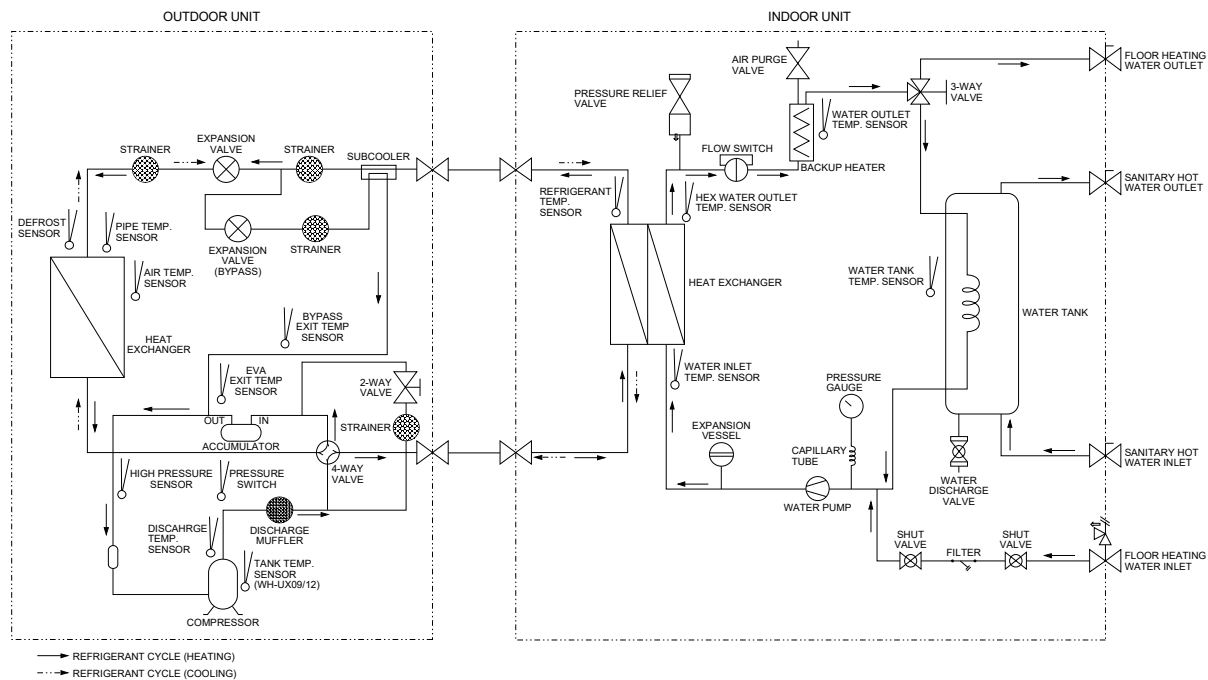 OUTDOOR UNIT
INDOOR UNIT
FLOOR HEATING
WATER OUTLET
AIR PURGE
VALVE
PRESSURE RELIEF
VALVE
3-WAY
VALVE
WATER OUTLET
TEMP. SENSOR
EXPANSION
VALVE
STRAINER
STRAINER
SUBCOOLER
FLOW SWITCH
BACKUP HEATER
SANITARY HOT
WATER OUTLET
REFRIGERANT
TEMP.
SENSOR
HEX WATER OUTLET
TEMP. SENSOR
DEFROST
SENSOR
PIPE TEMP.
SENSOR
EXPANSION
VALVE
(BYPASS)
STRAINER
AIR TEMP.
SENSOR
WATER TANK
TEMP. SENSOR
HEAT EXCHANGER
WATER TANK
BYPASS
EXIT TEMP
SENSOR
HEAT
EXCHANGER
EVA
EXIT TEMP
SENSOR
2-WAY
VALVE
WATER INLET
TEMP. SENSOR
PRESSURE
GAUGE
OUT
IN
ACCUMULATOR
STRAINER
EXPANSION
VESSEL
CAPILLARY
TUBE
SANITARY HOT
WATER INLET
HIGH PRESSURE
SENSOR
PRESSURE
SWITCH
4-WAY
VALVE
WATER
DISCHARGE
VALVE
WATER PUMP
DISCAHRGE
TEMP.
SENSOR
DISCHARGE
MUFFLER
SHUT
VALVE
FILTER
SHUT
VALVE
FLOOR HEATING
WATER INLET
TANK TEMP.
SENSOR
(WH-UX09/12)
COMPRESSOR
REFRIGERANT CYCLE (HEATING)
REFRIGERANT CYCLE (COOLING)